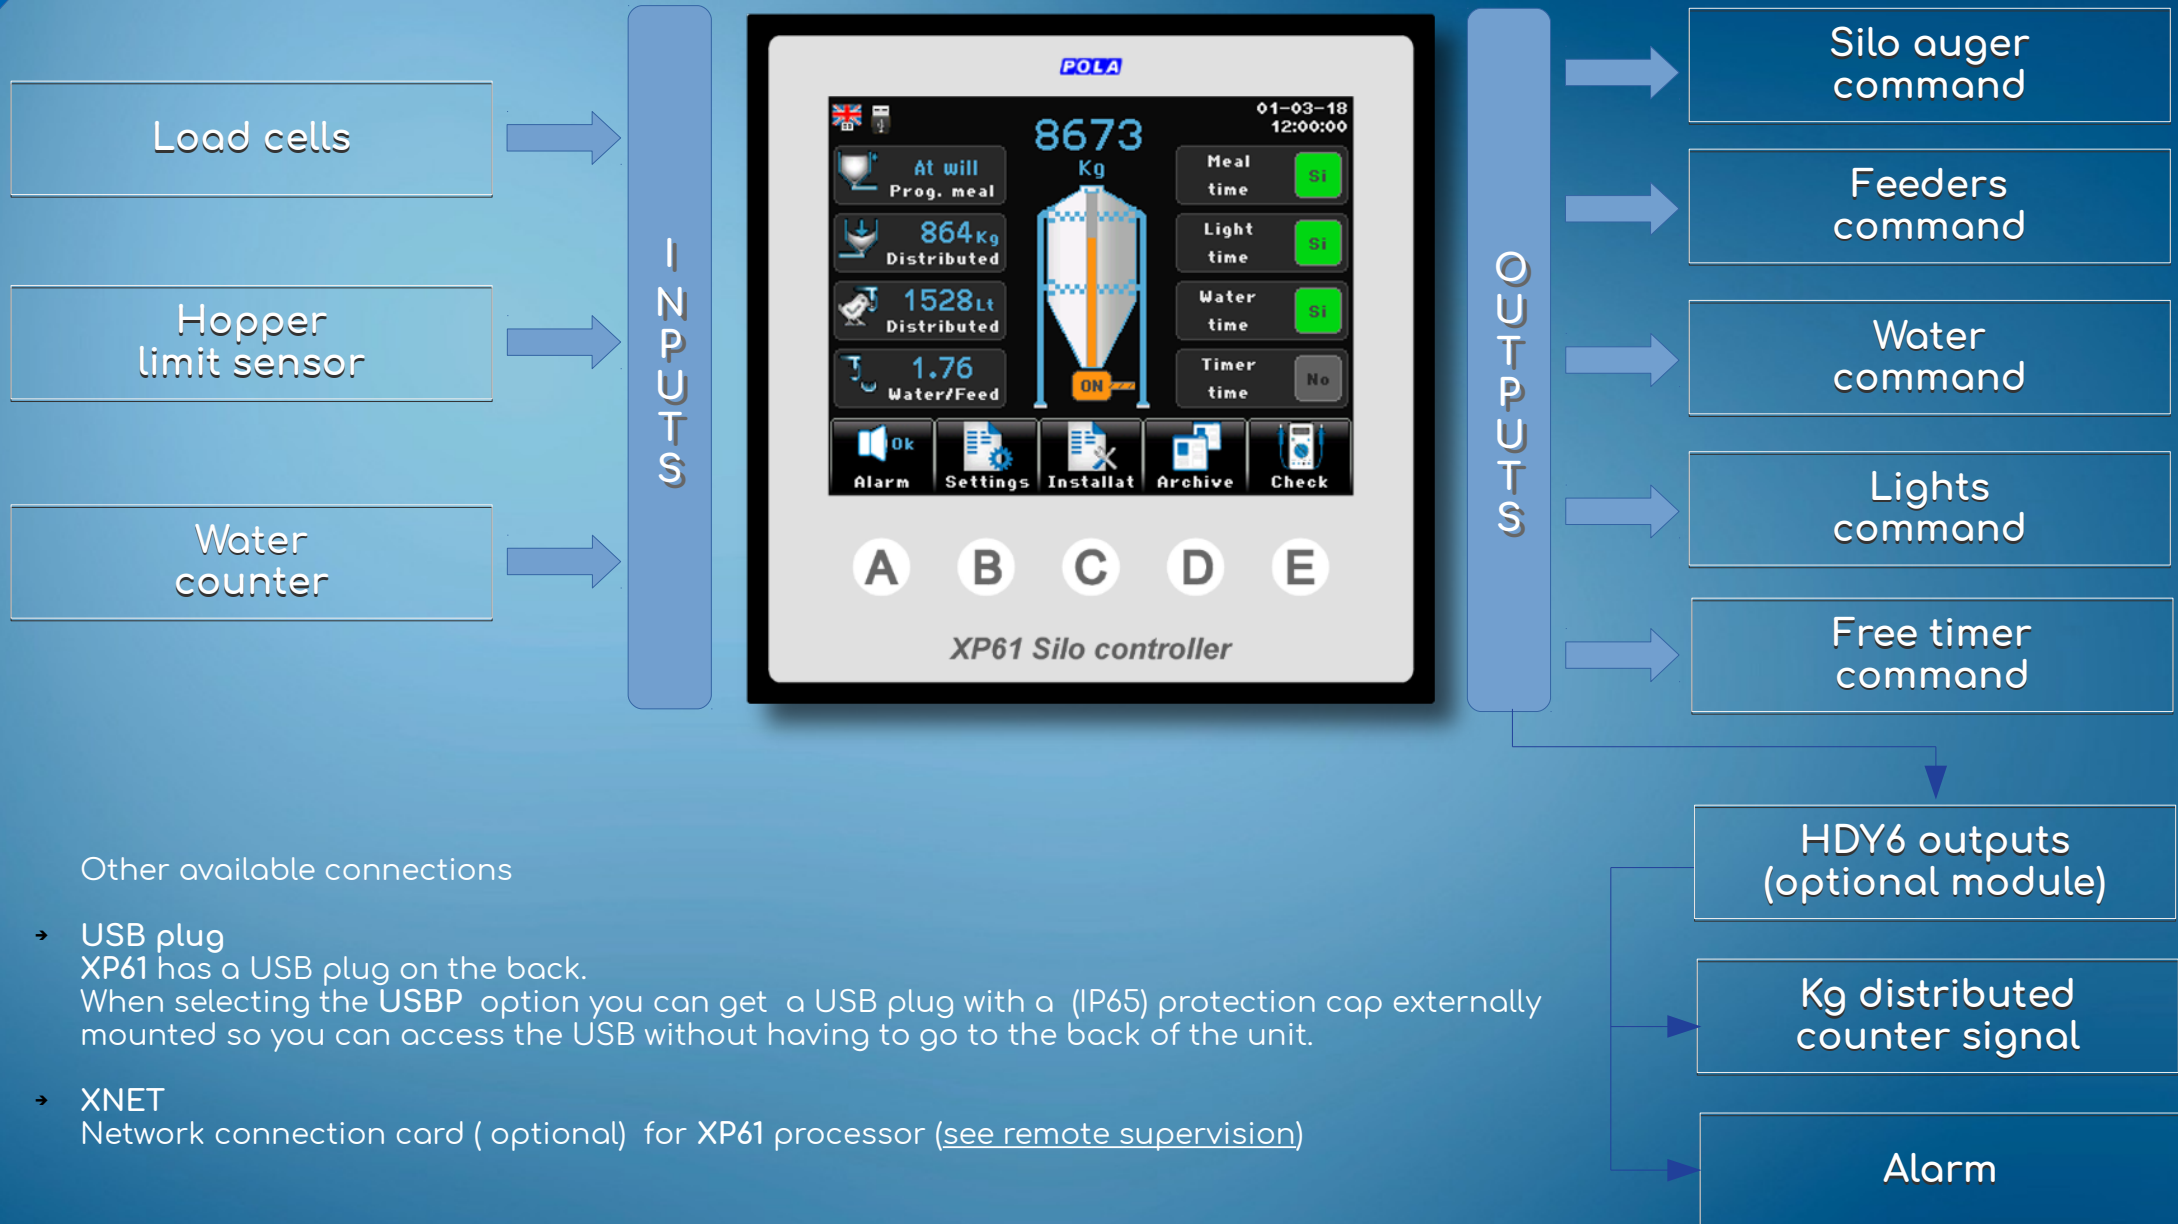 Load cells
Hopper
limit sensor
Water
counter
INPUTS
POLA
01-03-18
12:00:00
8673
Kg
At will
Prog. meal
864 Kg
Distributed
1528 Lt
Distributed
1.76
Water/Feed
ON
Meal
time
Si
Light
time
Si
Water
time
Si
Timer
time
No
Ok
Alarm
Settings
Installat
Archive
Check
A B C D E
XP61 Silo controller
OUTPUTS
Silo auger
command
Feeders
command
Water
command
Lights
command
Free timer
command
HDY6 outputs
(optional module)
Kg distributed
counter signal
Alarm
Other available connections
USB plug
XP61 has a USB plug on the back.
When selecting the USBP option you can get a USB plug with a (IP65) protection cap externally
mounted so you can access the USB without having to go to the back of the unit.
XNET
Network connection card ( optional) for XP61 processor (see remote supervision)